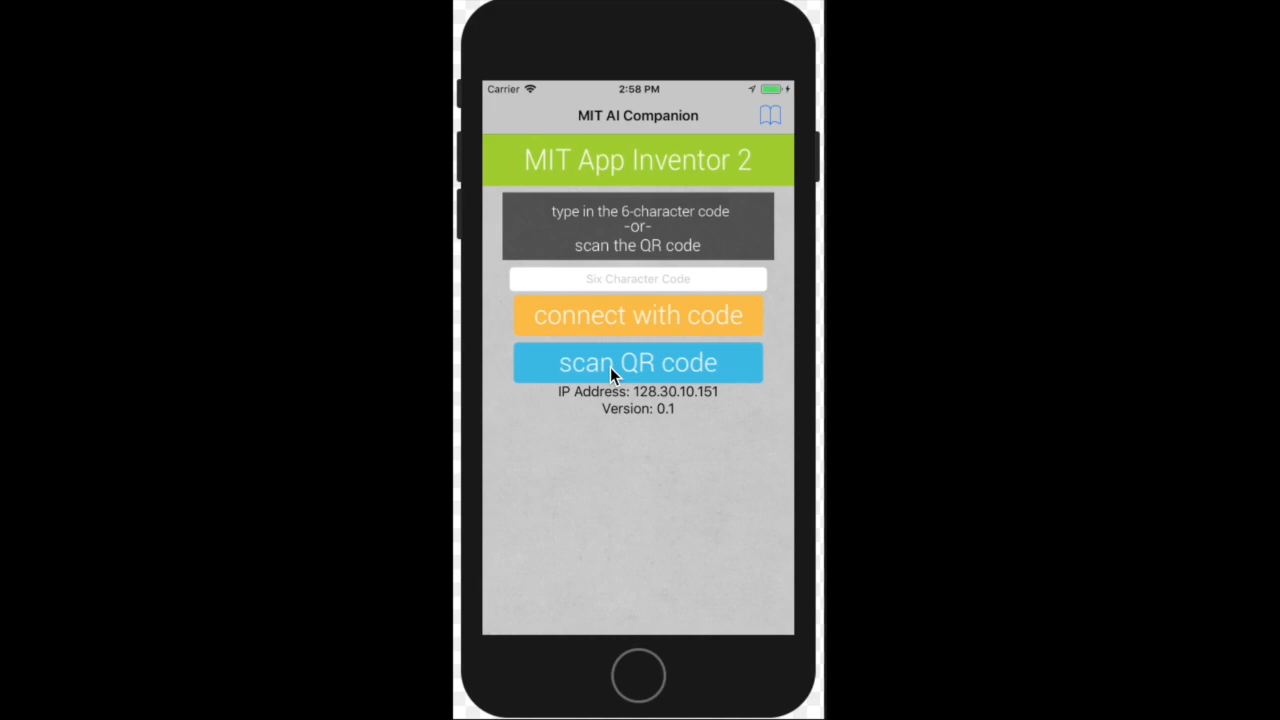 Carrier 2:58 PM
MIT AI Companion
MIT App Inventor 2
type in the 6-character code
-or-
scan the QR code
Six Character Code
connect with code
scan QR code
IP Address: 128.30.10.151
Version: 0.1